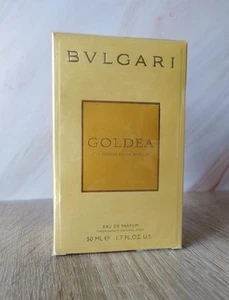 BVLGARI
GOLDEA
EAU DE PARFUM
50 ML ℮ 1.7 FL.OZ. U.S.